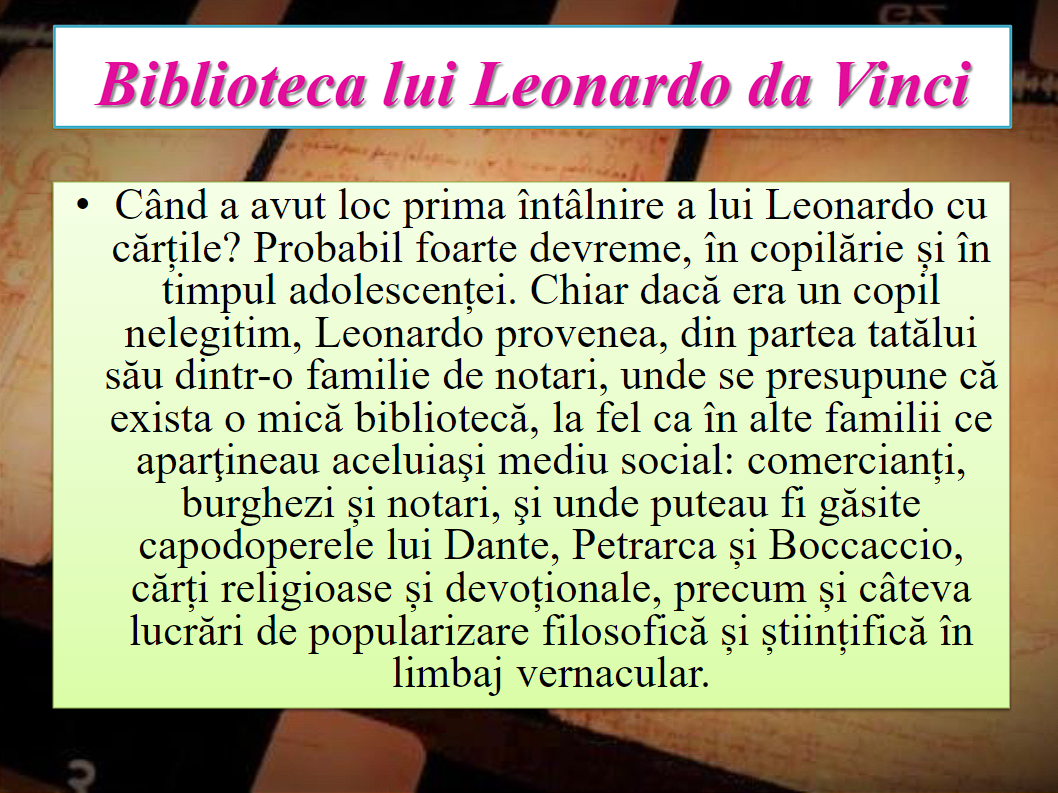 Biblioteca lui Leonardo da Vinci
• Când a avut loc prima întâlnire a lui Leonardo cu
cărțile? Probabil foarte devreme, în copilărie și în
timpul adolescenței. Chiar dacă era un copil
nelegitim, Leonardo provenea, din partea tatălui
său dintr-o familie de notari, unde se presupune că
exista o mică bibliotecă, la fel ca în alte familii ce
aparţineau aceluiaşi mediu social: comercianți,
burghezi și notari, şi unde puteau fi găsite
capodoperele lui Dante, Petrarca și Boccaccio,
cărți religioase și devoționale, precum și câteva
lucrări de popularizare filosofică și științifică în
limbaj vernacular.